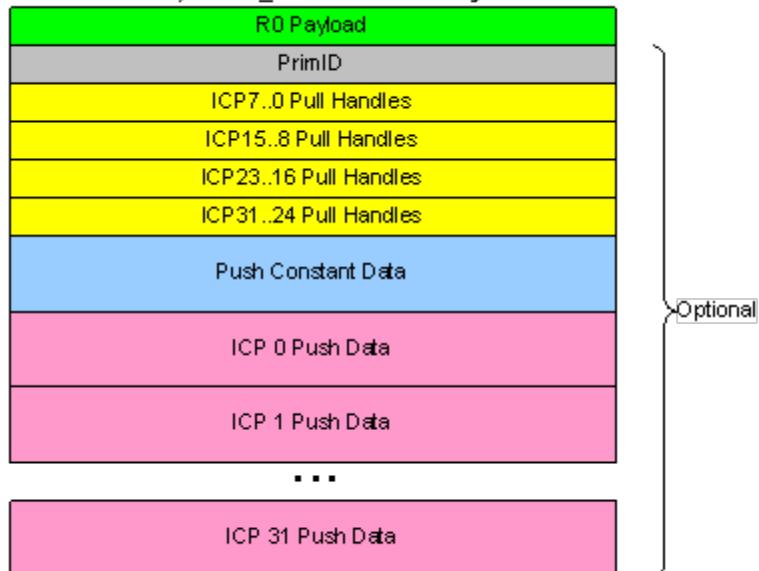 R0 Payload
PrimID
ICP7..0 Pull Handles
ICP15..8 Pull Handles
ICP23..16 Pull Handles
ICP31..24 Pull Handles
Push Constant Data
Optional
ICP 0 Push Data
ICP 1 Push Data
...
ICP 31 Push Data